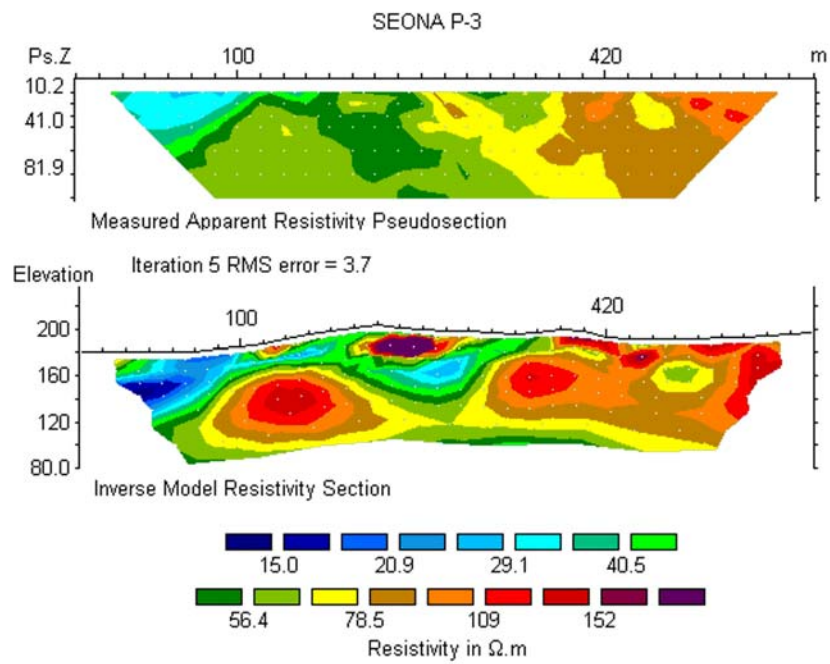 SEONA P-3
Ps.Z 100 420 m
10.2
41.0
81.9
Measured Apparent Resistivity Pseudosection
Elevation Iteration 5 RMS error = 3.7
100 420
200
160
120
80.0
Inverse Model Resistivity Section
15.0 20.9 29.1 40.5
56.4 78.5 109 152
Resistivity in Ω.m